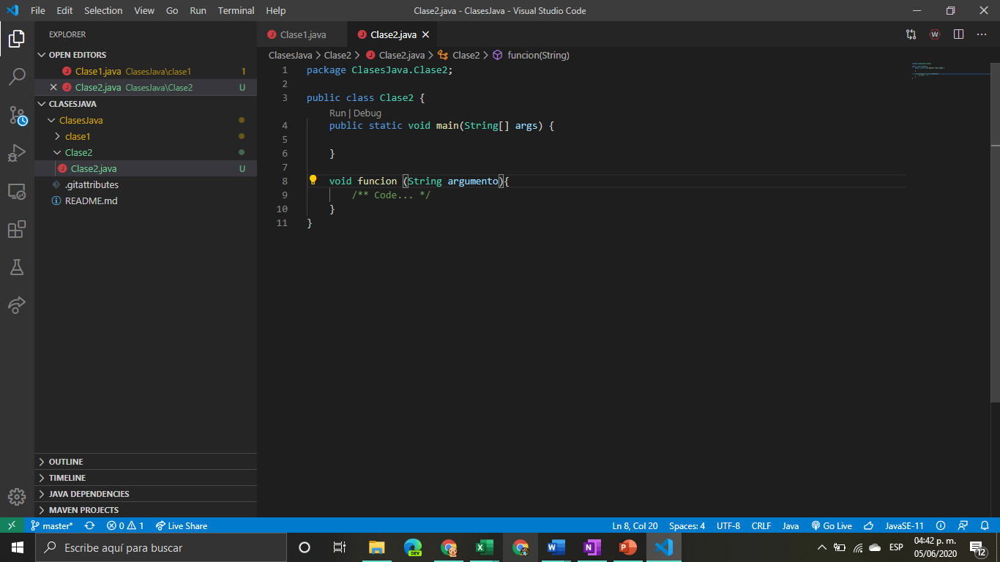 File Edit Selection View Go Run Terminal Help
Clase2.java - ClasesJava - Visual Studio Code
EXPLORER
OPEN EDITORS
Clase1.java ClasesJava\clase1 1
Clase2.java ClasesJava\Clase2 U
CLASESJAVA
ClasesJava
clase1
Clase2
Clase2.java U
.gitattributes
README.md
OUTLINE
TIMELINE
JAVA DEPENDENCIES
MAVEN PROJECTS
Clase1.java Clase2.java
ClasesJava > Clase2 > Clase2.java > Clase2 > funcion(String)
1 package ClasesJava.Clase2;
2
3 public class Clase2 {
Run | Debug
4 public static void main(String[] args) {
5
6 }
7
8 void funcion (String argumento){
9 /** Code... */
10 }
11 }
master* 0 1 Live Share
Ln 8, Col 20 Spaces: 4 UTF-8 CRLF Java Go Live JavaSE-11
Escribe aquí para buscar
DEV
ESP
04:42 p. m.
05/06/2020
12